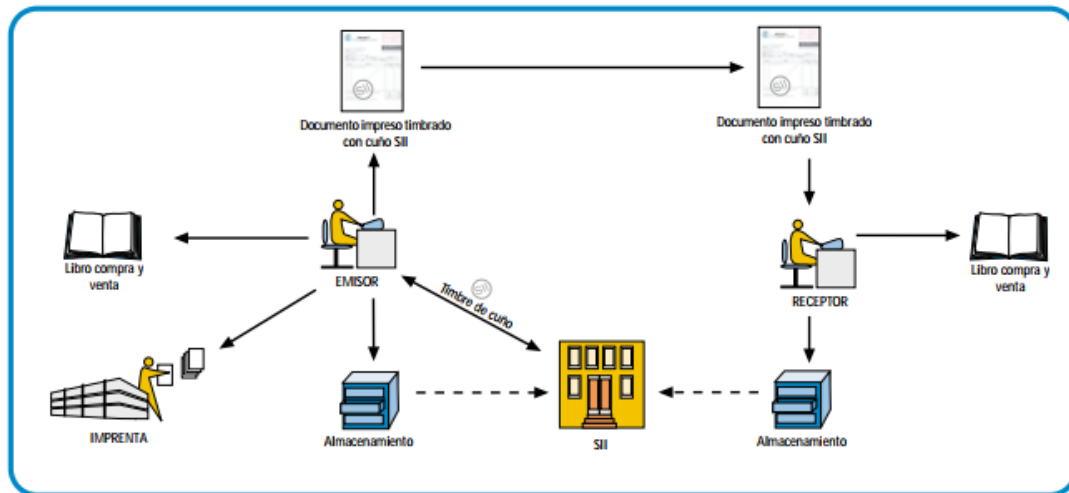 Documento impreso timbrado
con cuño SII
Documento impreso timbrado
con cuño SII
Libro compra y
venta
EMISOR
Timbre de cuño
sii
RECEPTOR
Libro compra y
venta
IMPRENTA
Almacenamiento
SII
Almacenamiento